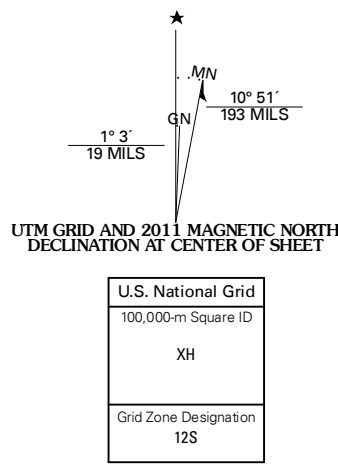 ★
MN
GN
10° 51´
193 MILS
1° 3´
19 MILS
UTM GRID AND 2011 MAGNETIC NORTH
DECLINATION AT CENTER OF SHEET
U.S. National Grid
100,000-m Square ID
XH
Grid Zone Designation
12S